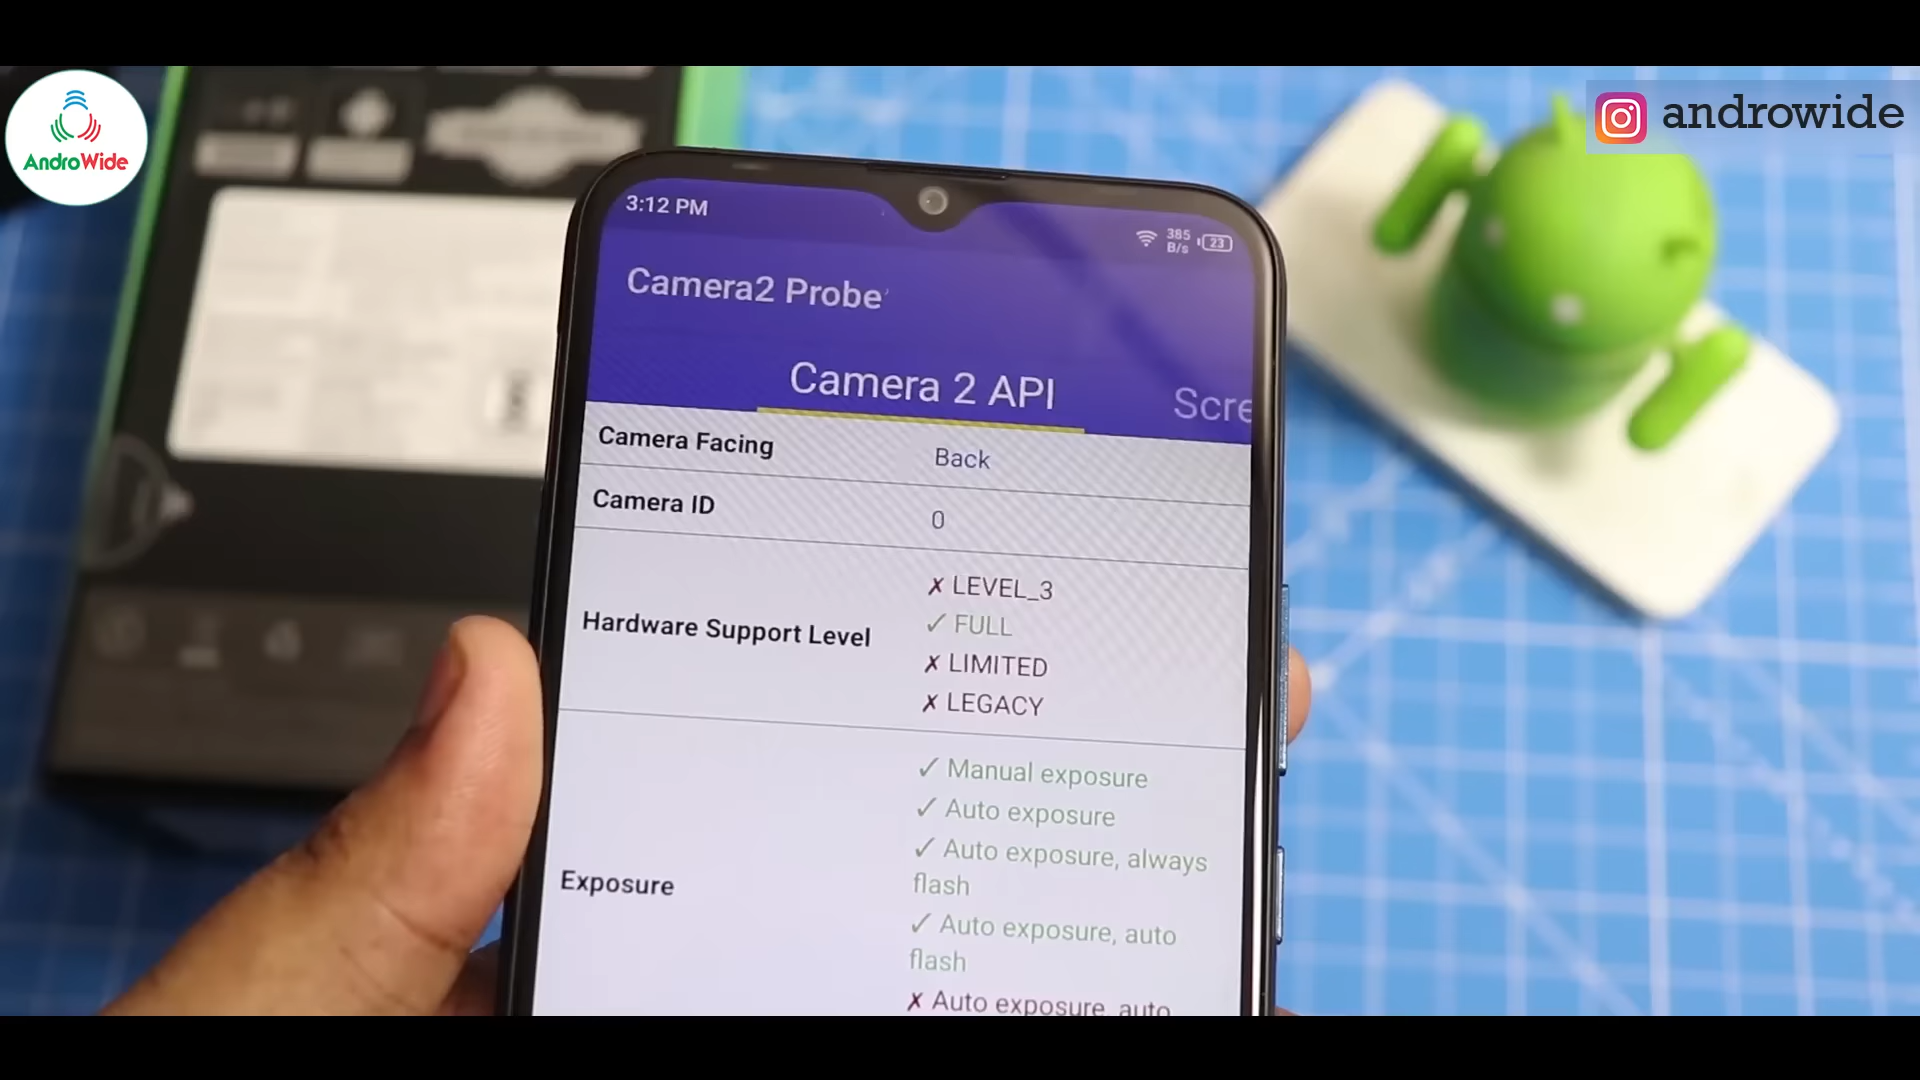 AndroWide
androwide
3:12 PM
385
B/s
23
Camera2 Probe
Camera 2 API
Scre
Camera Facing
Back
Camera ID
0
Hardware Support Level
✗ LEVEL_3
✓ FULL
✗ LIMITED
✗ LEGACY
Exposure
✓ Manual exposure
✓ Auto exposure
✓ Auto exposure, always
flash
✓ Auto exposure, auto
flash
✗ Auto exposure, auto